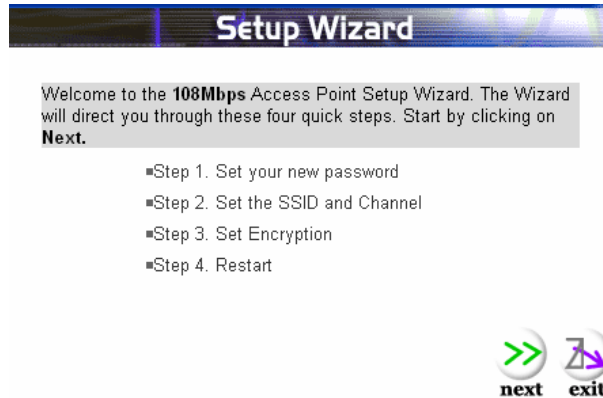 Setup Wizard
Welcome to the 108Mbps Access Point Setup Wizard. The Wizard
will direct you through these four quick steps. Start by clicking on
Next.
Step 1. Set your new password
Step 2. Set the SSID and Channel
Step 3. Set Encryption
Step 4. Restart
next exit